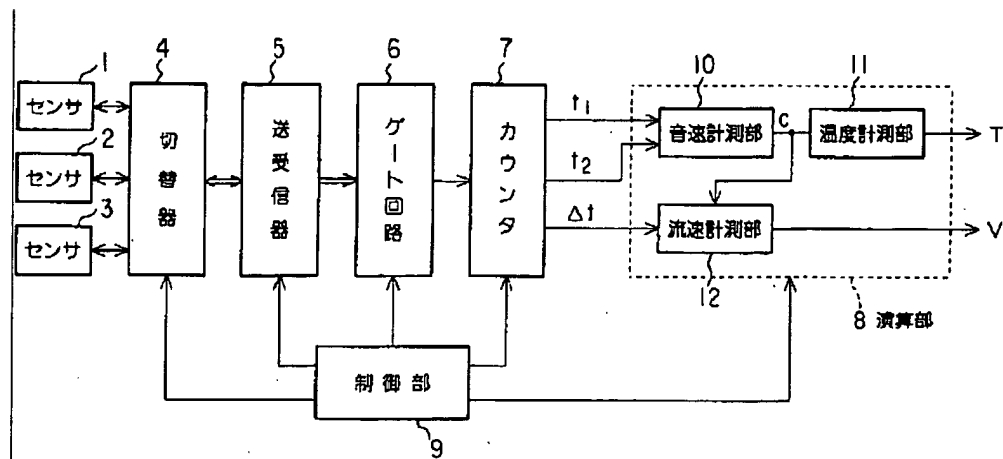 1
センサ
2
センサ
3
センサ
4
切替器
5
送受信器
6
ゲート回路
7
カウンタ
t1
t2
Δt
10
音速計測部
C
11
温度計測部
T
流速計測部
12
V
8 演算部
制御部
9